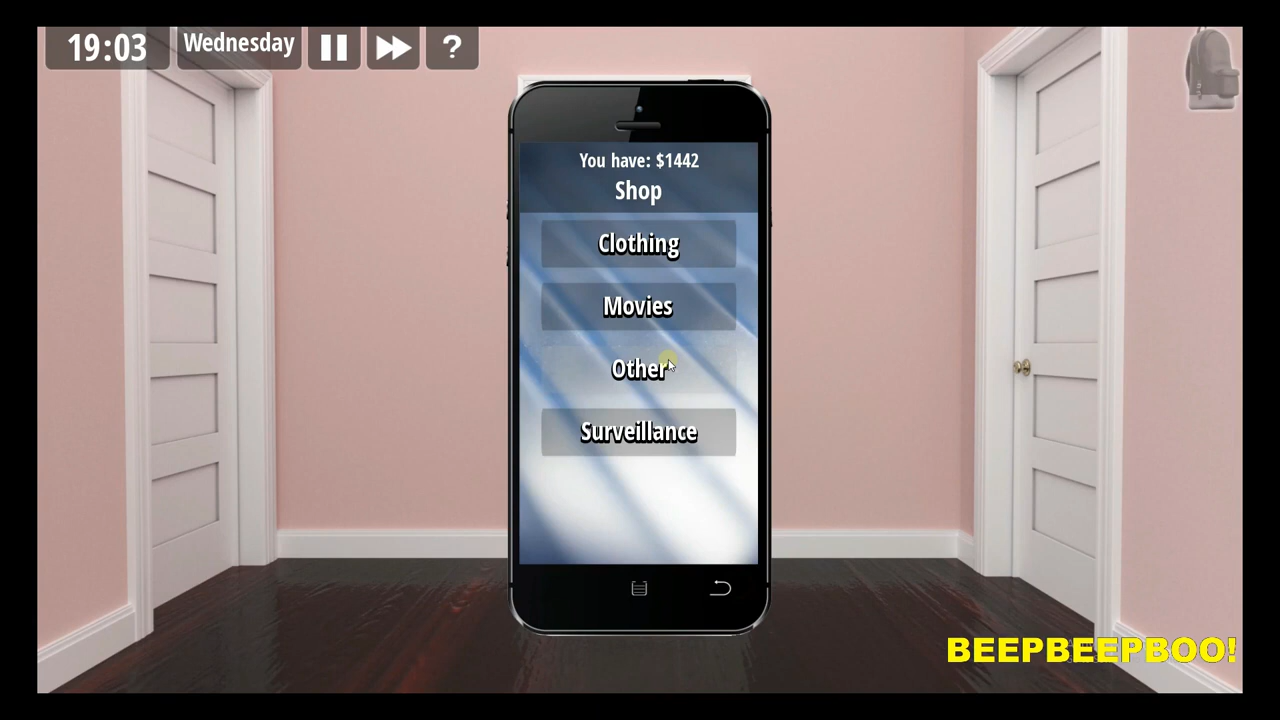 19:03
Wednesday
?
You have: $1442
Shop
Clothing
Movies
Other
Surveillance
BEEPBEEPBOO!